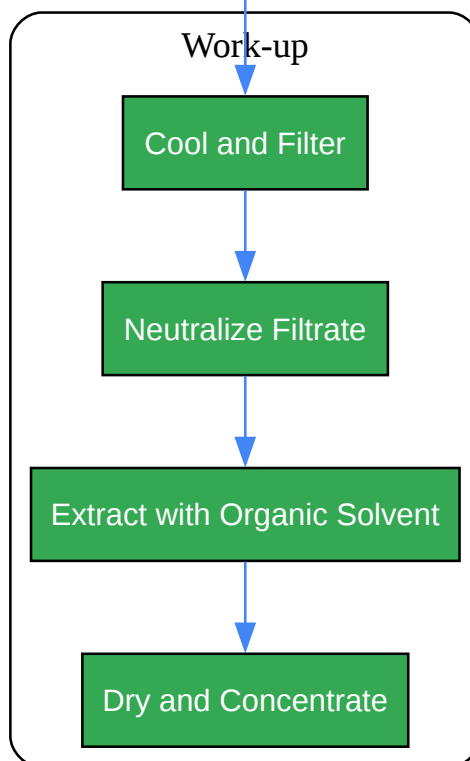 Work-up
Cool and Filter
Neutralize Filtrate
Extract with Organic Solvent
Dry and Concentrate